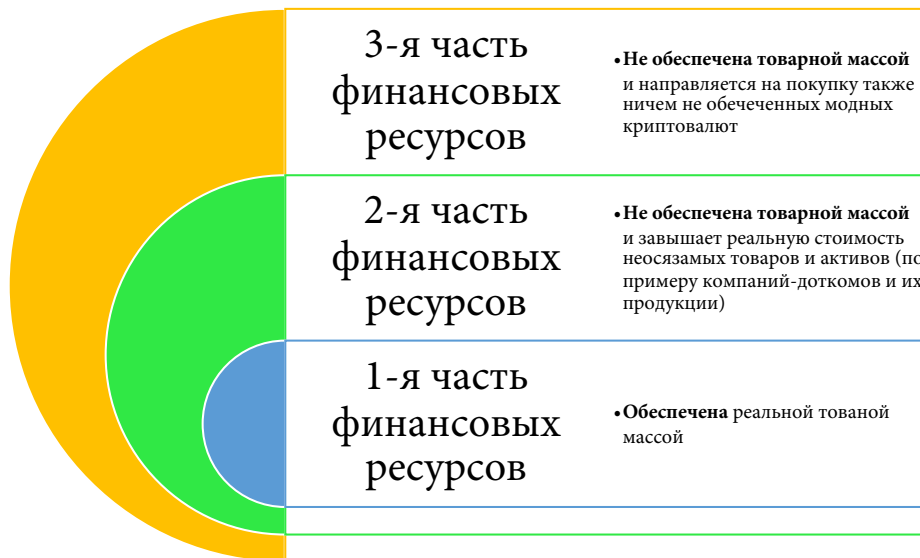 3-я часть
финансовых
ресурсов
•Не обеспечена товарной массой
и направляется на покупку также
ничем не обечеченных модных
криптовалют
2-я часть
финансовых
ресурсов
•Не обеспечена товарной массой
и завышает реальную стоимость
неосязамых товаров и активов (по
примеру компаний-доткомов и их
продукции)
1-я часть
финансовых
ресурсов
•Обеспечена реальной тованой
массой